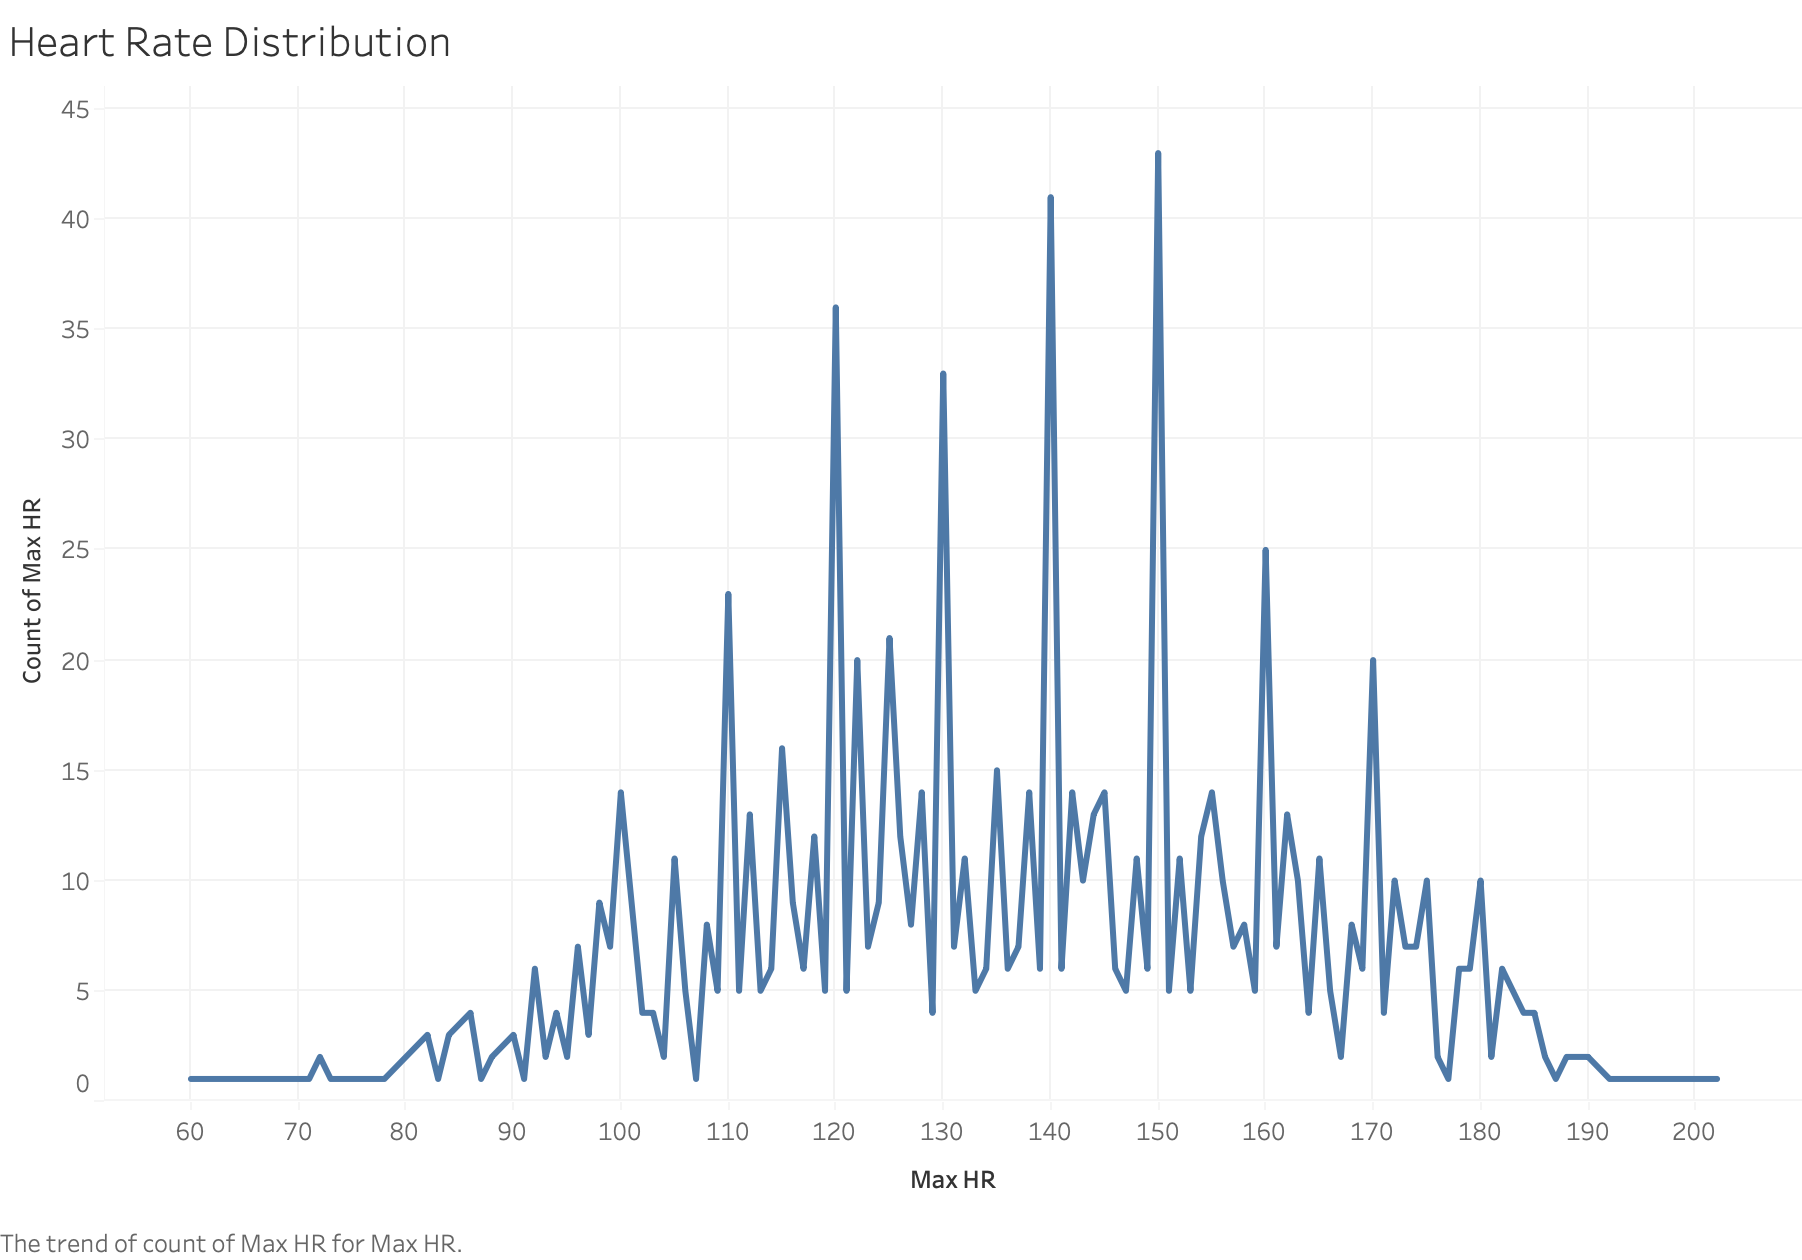 Heart Rate Distribution
45
40
35
30
25
20
15
10
5
0
Count of Max HR
60 70 80 90 100 110 120 130 140 150 160 170 180 190 200
Max HR
The trend of count of Max HR for Max HR.